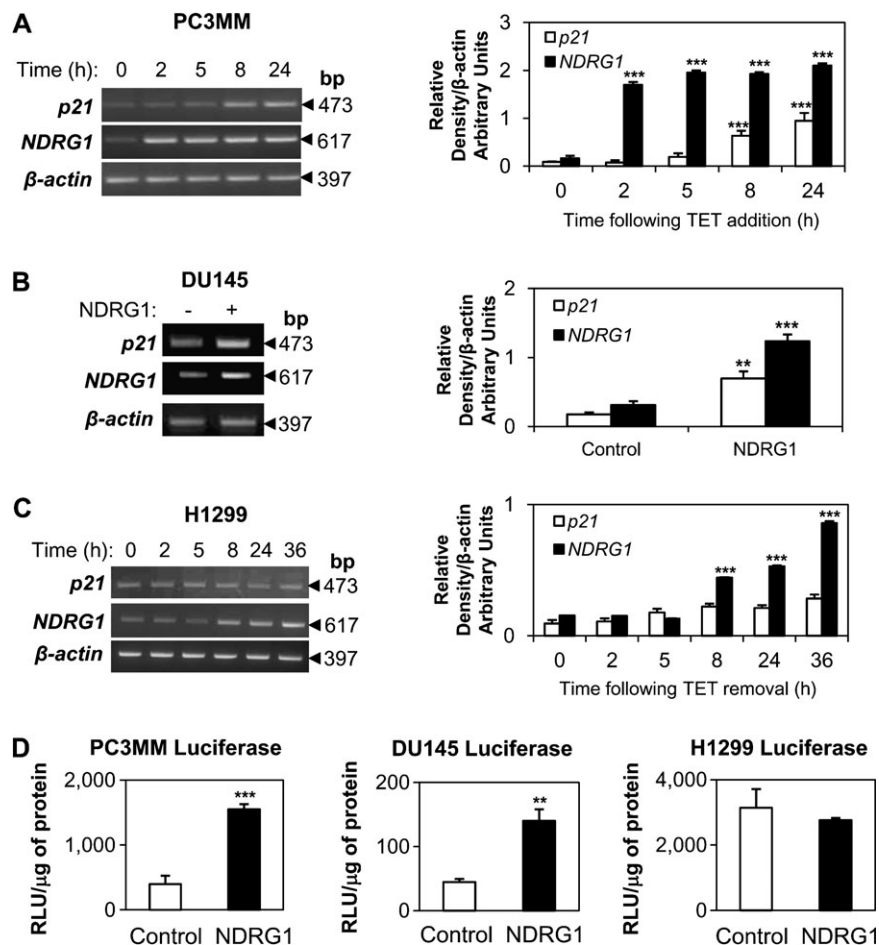 A
PC3MM
Time (h): 0 2 5 8 24 bp
p21 473
NDRG1 617
β-actin 397
Relative Density/β-actin Arbitrary Units
3
2
1
0
p21
NDRG1
*** *** *** *** *** ***
0 2 5 8 24
Time following TET addition (h)
B
DU145
NDRG1: - + bp
p21 473
NDRG1 617
β-actin 397
Relative Density/β-actin Arbitrary Units
2
1
0
p21
NDRG1
** ***
Control NDRG1
C
H1299
Time (h): 0 2 5 8 24 36 bp
p21 473
NDRG1 617
β-actin 397
Relative Density/β-actin Arbitrary Units
1
0
p21
NDRG1
*** *** ***
0 2 5 8 24 36
Time following TET removal (h)
D
PC3MM Luciferase
RLU/µg of protein
2,000
1,000
0
***
Control NDRG1
DU145 Luciferase
RLU/µg of protein
200
100
0
**
Control NDRG1
H1299 Luciferase
RLU/µg of protein
4,000
2,000
0
Control NDRG1